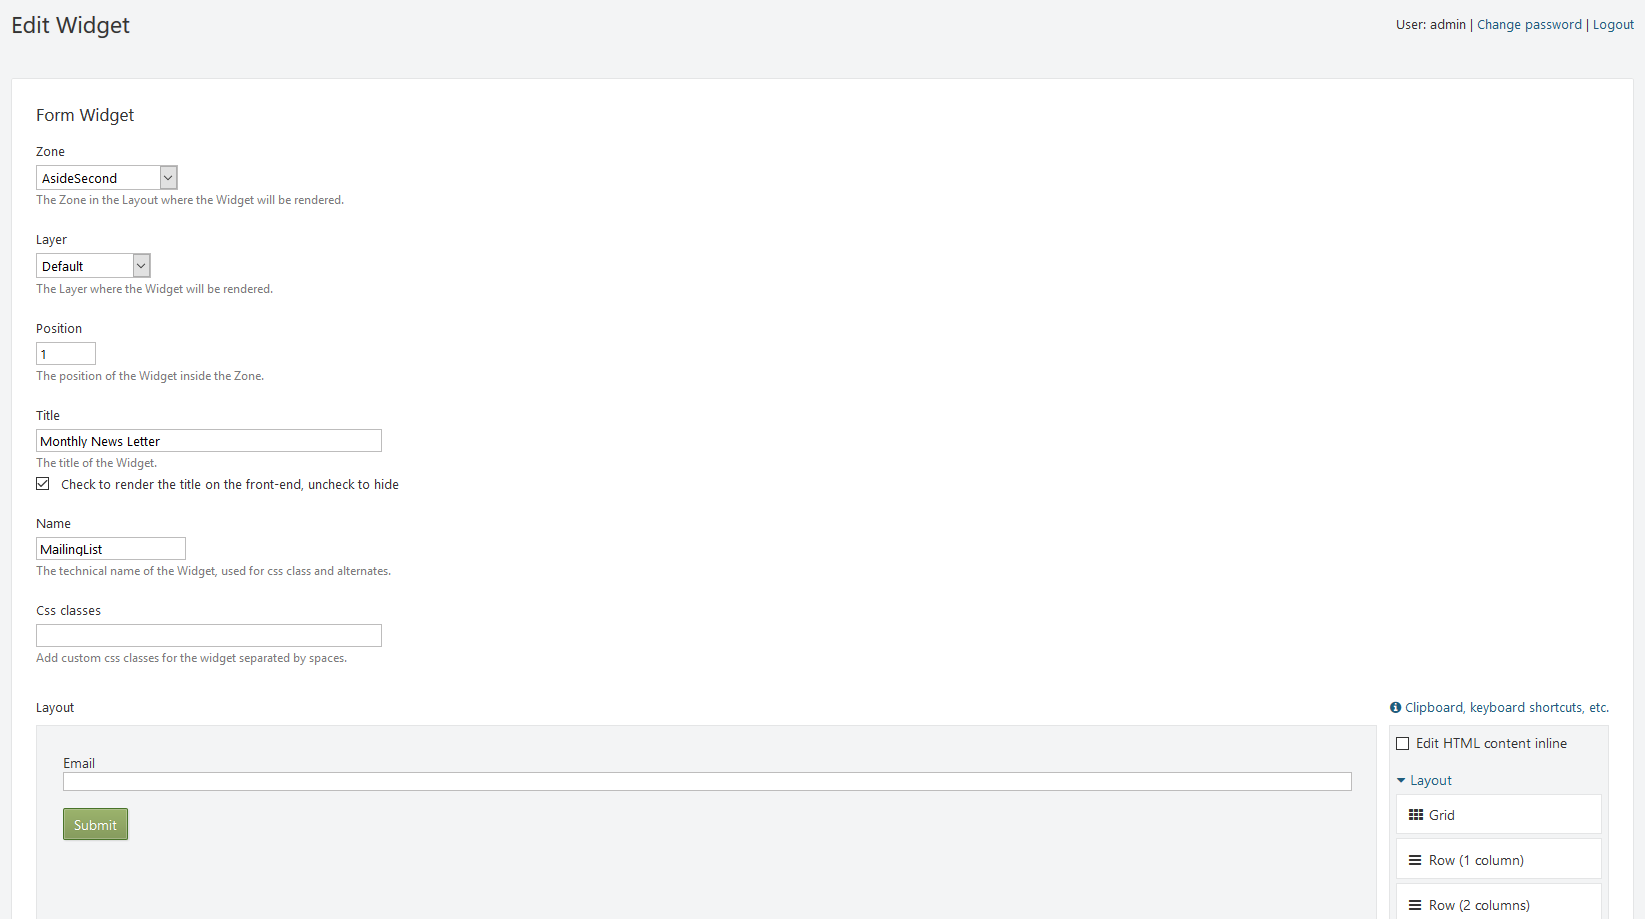 Edit Widget
User: admin | Change password | Logout
Form Widget
Zone
AsideSecond
The Zone in the Layout where the Widget will be rendered.
Layer
Default
The Layer where the Widget will be rendered.
Position
1
The position of the Widget inside the Zone.
Title
Monthly News Letter
The title of the Widget.
Check to render the title on the front-end, uncheck to hide
Name
MailingList
The technical name of the Widget, used for css class and alternates.
Css classes
Add custom css classes for the widget separated by spaces.
Layout
Clipboard, keyboard shortcuts, etc.
Email
Submit
Edit HTML content inline
Layout
Grid
Row (1 column)
Row (2 columns)